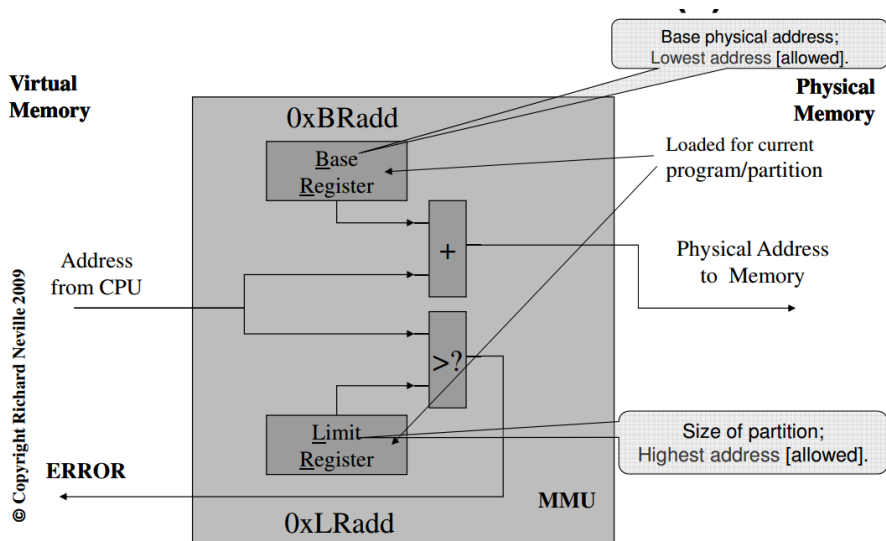 Base physical address;
Lowest address [allowed].
Virtual
Memory
Physical
Memory
0xBRadd
Base
Register
Loaded for current
program/partition
+
Address
from CPU
Physical Address
to Memory
>?
Limit
Register
Size of partition;
Highest address [allowed].
ERROR
MMU
0xLRadd
© Copyright Richard Neville 2009